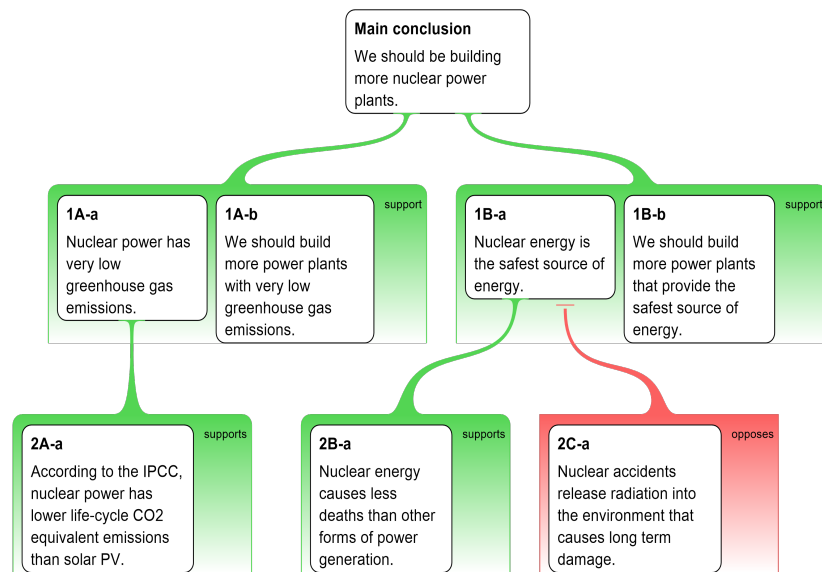 Main conclusion
We should be building
more nuclear power
plants.
support
1A-a
Nuclear power has
very low
greenhouse gas
emissions.
1A-b
We should build
more power plants
with very low
greenhouse gas
emissions.
support
1B-a
Nuclear energy is
the safest source of
energy.
1B-b
We should build
more power plants
that provide the
safest source of
energy.
supports
2A-a
According to the IPCC,
nuclear power has
lower life-cycle CO2
equivalent emissions
than solar PV.
supports
2B-a
Nuclear energy
causes less
deaths than other
forms of power
generation.
opposes
2C-a
Nuclear accidents
release radiation into
the environment that
causes long term
damage.